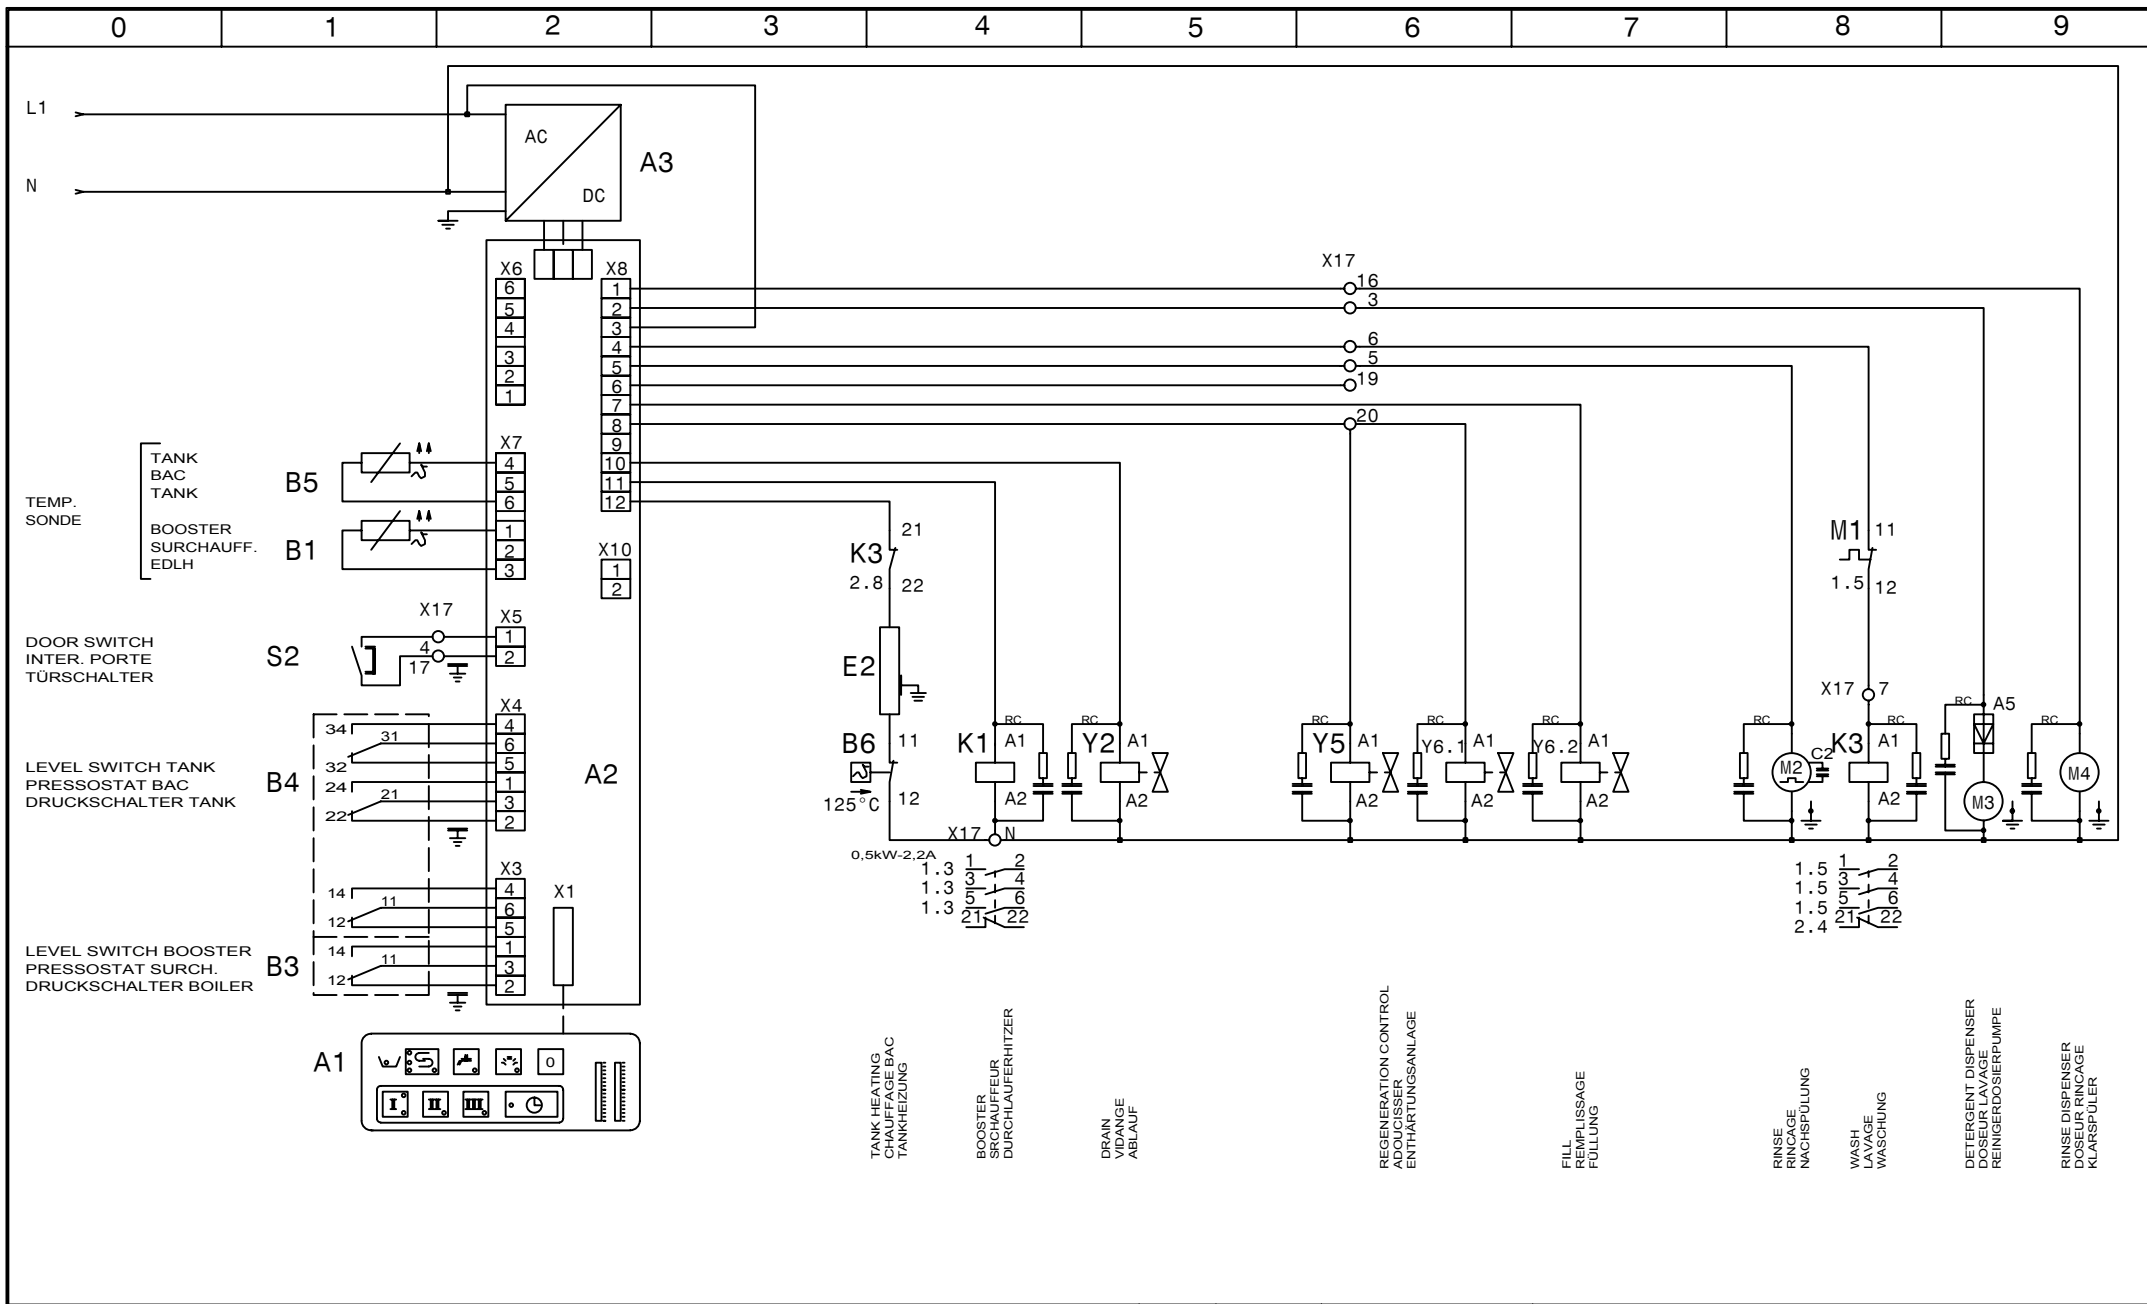 0 1 2 3 4 5 6 7 8 9
L1
N
AC
DC
A3
X6
6
5
4
3
2
1
X8
1
2
3
4
5
6
7
8
9
10
11
12
X17
16
3
6
5
19
20
TEMP.
SONDE
TANK
BAC
TANK
BOOSTER
SURCHAUFF.
EDLH
B5
B1
X7
4
5
6
1
2
3
X10
1
2
DOOR SWITCH
INTER. PORTE
TÜRSCHALTER
S2
X17
4
17
X5
1
2
LEVEL SWITCH TANK
PRESSOSTAT BAC
DRUCKSCHALTER TANK
B4
34
31
32
24
21
22
X4
4
6
5
1
3
2
A2
14
11
12
X3
4
6
5
1
3
2
X1
LEVEL SWITCH BOOSTER
PRESSOSTAT SURCH.
DRUCKSCHALTER BOILER
B3
14
11
12
A1
0
I
II
III
K3
21
2.8
22
E2
B6
11
125°C
12
0,5kW-2,2A
K1
A1
A2
RC
X17
N
1.3 1 2
1.3 3 4
1.3 5 6
21 22
RC
Y2
A1
A2
RC
Y5
A1
A2
RC
Y6.1
A1
A2
RC
Y6.2
A1
A2
RC
M2
C2
M1
11
1.5
12
X17
7
K3
A1
A2
RC
1.5 1 2
1.5 3 4
1.5 5 6
2.4 21 22
RC
A5
M3
RC
M4
TANK HEATING
CHAUFFAGE BAC
TANKHEIZUNG
BOOSTER
SRCHAUFFEUR
DURCHLAUFERHITZER
DRAIN
VIDANGE
ABLAUF
REGENERATION CONTROL
ADOUCISSER
ENTHÄRTUNGSANLAGE
FILL
REMPLISSAGE
FÜLLUNG
RINSE
RINCAGE
NACHSPÜLUNG
WASH
LAVAGE
WASCHUNG
DETERGENT DISPENSER
DOSEUR LAVAGE
REINIGERDOSIERPUMPE
RINSE DISPENSER
DOSEUR RINCAGE
KLARSPÜLER